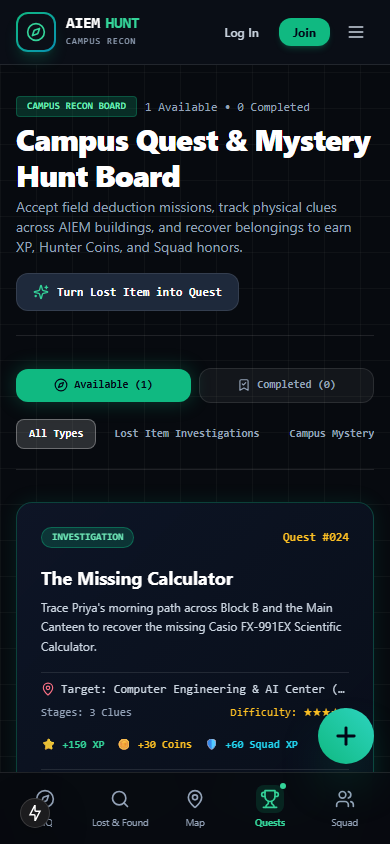 AIEM HUNT
CAMPUS RECON
Log In
Join
CAMPUS RECON BOARD
1 Available • 0 Completed
Campus Quest & Mystery
Hunt Board
Accept field deduction missions, track physical clues
across AIEM buildings, and recover belongings to earn
XP, Hunter Coins, and Squad honors.
Turn Lost Item into Quest
Available (1)
Completed (0)
All Types
Lost Item Investigations
Campus Mystery
INVESTIGATION
Quest #024
The Missing Calculator
Trace Priya's morning path across Block B and the Main
Canteen to recover the missing Casio FX-991EX Scientific
Calculator.
Target: Computer Engineering & AI Center (…
Stages: 3 Clues
Difficulty: ★★★
+150 XP
+30 Coins
+60 Squad XP
Lost & Found
Map
Quests
Squad